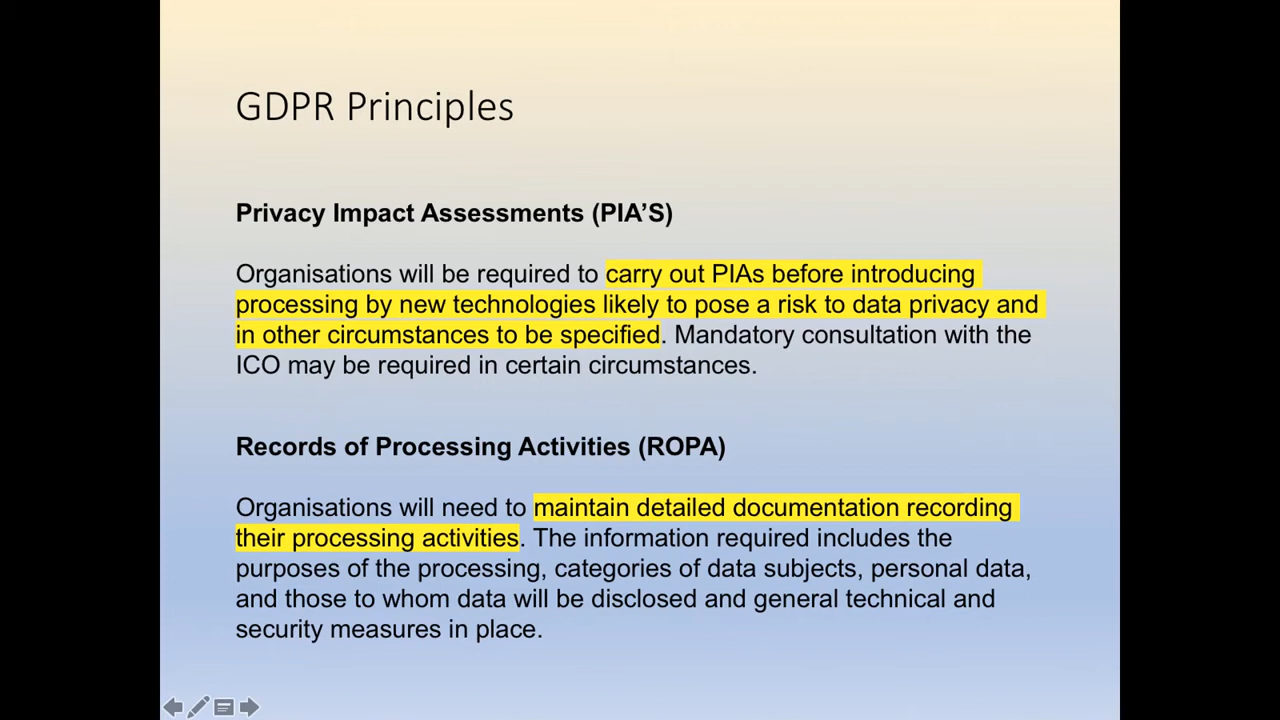 GDPR Principles
Privacy Impact Assessments (PIA’S)
Organisations will be required to carry out PIAs before introducing
processing by new technologies likely to pose a risk to data privacy and
in other circumstances to be specified. Mandatory consultation with the
ICO may be required in certain circumstances.
Records of Processing Activities (ROPA)
Organisations will need to maintain detailed documentation recording
their processing activities. The information required includes the
purposes of the processing, categories of data subjects, personal data,
and those to whom data will be disclosed and general technical and
security measures in place.